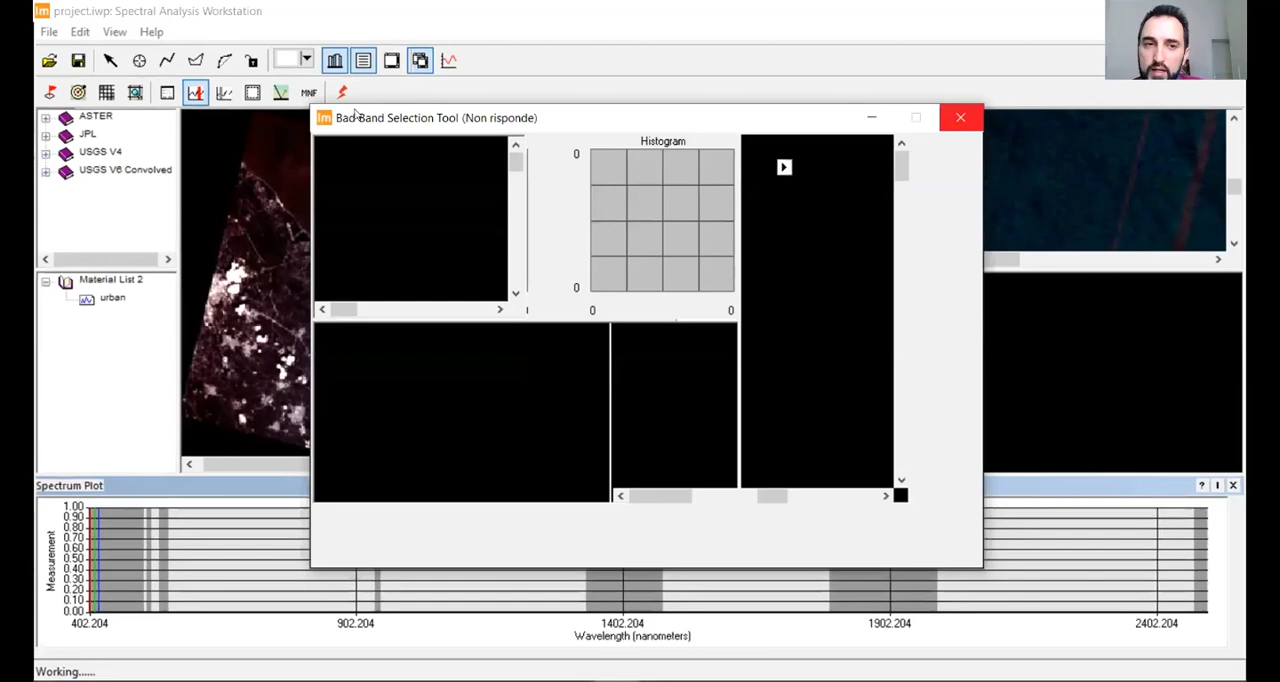 Im project.iwp: Spectral Analysis Workstation
File Edit View Help
MNF
ASTER
JPL
USGS V4
USGS V6 Convolved
Material List 2
urban
Im Bad Band Selection Tool (Non risponde)
Histogram
0
0
0 0
Spectrum Plot
Measurement
1.00
0.90
0.80
0.70
0.60
0.50
0.40
0.30
0.20
0.10
0.00
402.204 902.204 1402.204 1902.204 2402.204
Wavelength (nanometers)
Working......